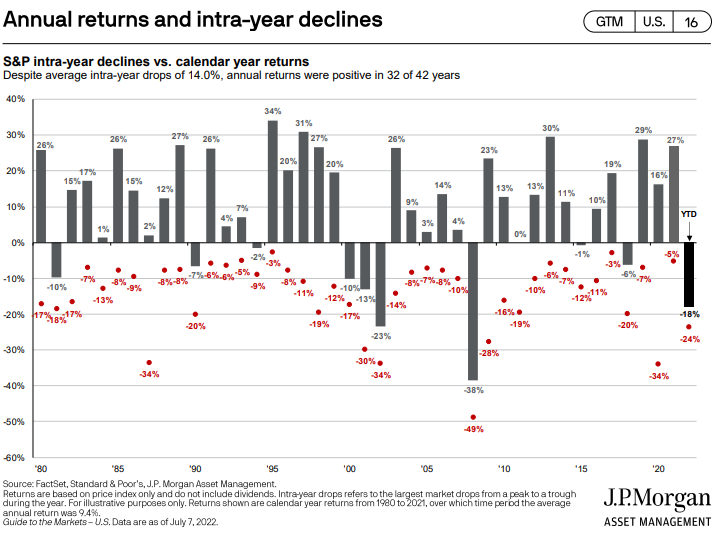 Annual returns and intra-year declines
GTM U.S. 16
S&P intra-year declines vs. calendar year returns
Despite average intra-year drops of 14.0%, annual returns were positive in 32 of 42 years
40%
30%
20%
10%
0%
-10%
-20%
-30%
-40%
-50%
-60%
26% -10% 15% 17% 1% 26% 15% 2% 12% 27% -7% 26% 4% 7% -2% 34% 20% 31% 27% 20% -10% -13% -23% 26% 9% 3% 14% 4% -38% 23% 13% 0% 13% 30% 11% -1% 10% 19% -6% 29% 16% 27% -18%
YTD
-17% -18% -17% -7% -13% -8% -9% -34% -8% -8% -20% -6% -6% -5% -9% -3% -8% -11% -19% -12% -17% -30% -34% -14% -8% -7% -8% -10% -49% -28% -16% -19% -10% -6% -7% -12% -11% -3% -20% -7% -34% -5% -24%
'80 '85 '90 '95 '00 '05 '10 '15 '20
Source: FactSet, Standard & Poor's, J.P. Morgan Asset Management.
Returns are based on price index only and do not include dividends. Intra-year drops refers to the largest market drops from a peak to a trough
during the year. For illustrative purposes only. Returns shown are calendar year returns from 1980 to 2021, over which time period the average
annual return was 9.4%.
Guide to the Markets – U.S. Data are as of July 7, 2022.
J.P.Morgan
ASSET MANAGEMENT